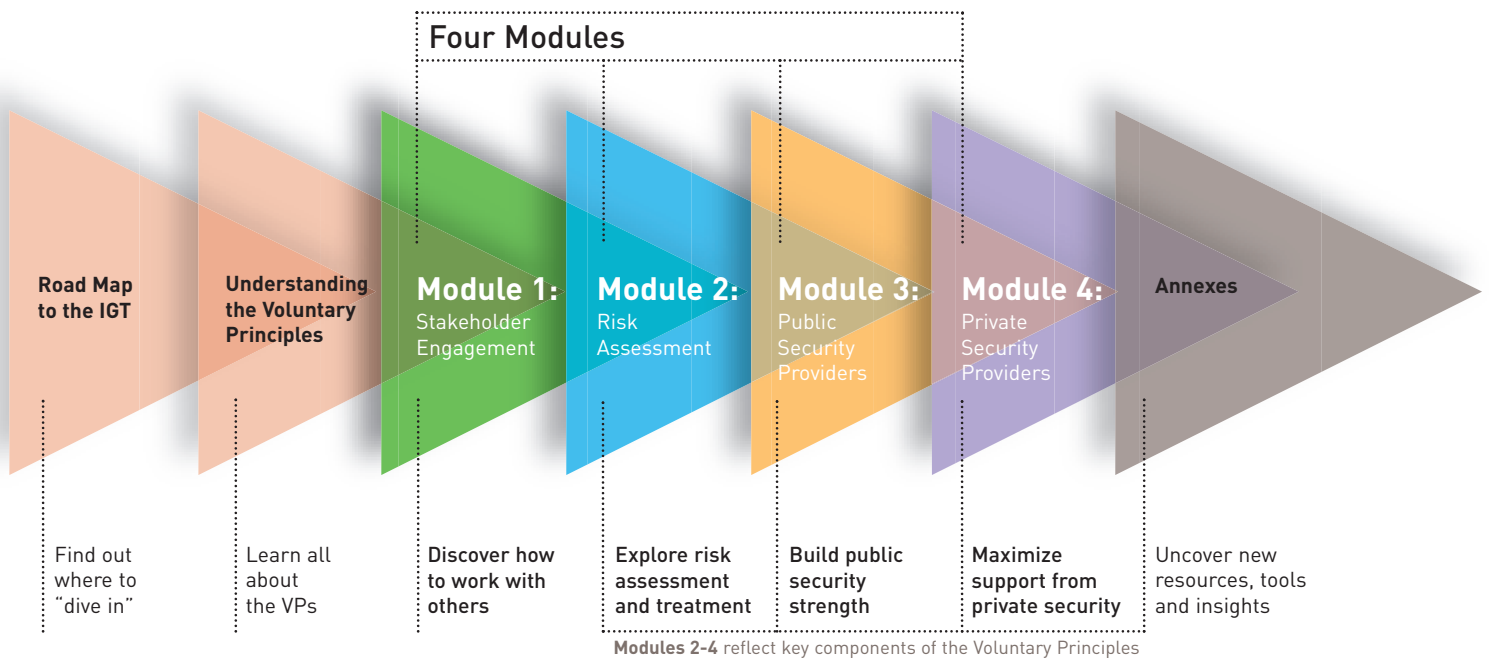 Four Modules
Road Map
to the IGT
Understanding
the Voluntary
Principles
Module 1:
Stakeholder
Engagement
Module 2:
Risk
Assessment
Module 3:
Public
Security
Providers
Module 4:
Private
Security
Providers
Annexes
Find out
where to
“dive in”
Learn all
about
the VPs
Discover how
to work with
others
Explore risk
assessment
and treatment
Build public
security
strength
Maximize
support from
private security
Uncover new
resources, tools
and insights
Modules 2-4 reflect key components of the Voluntary Principles